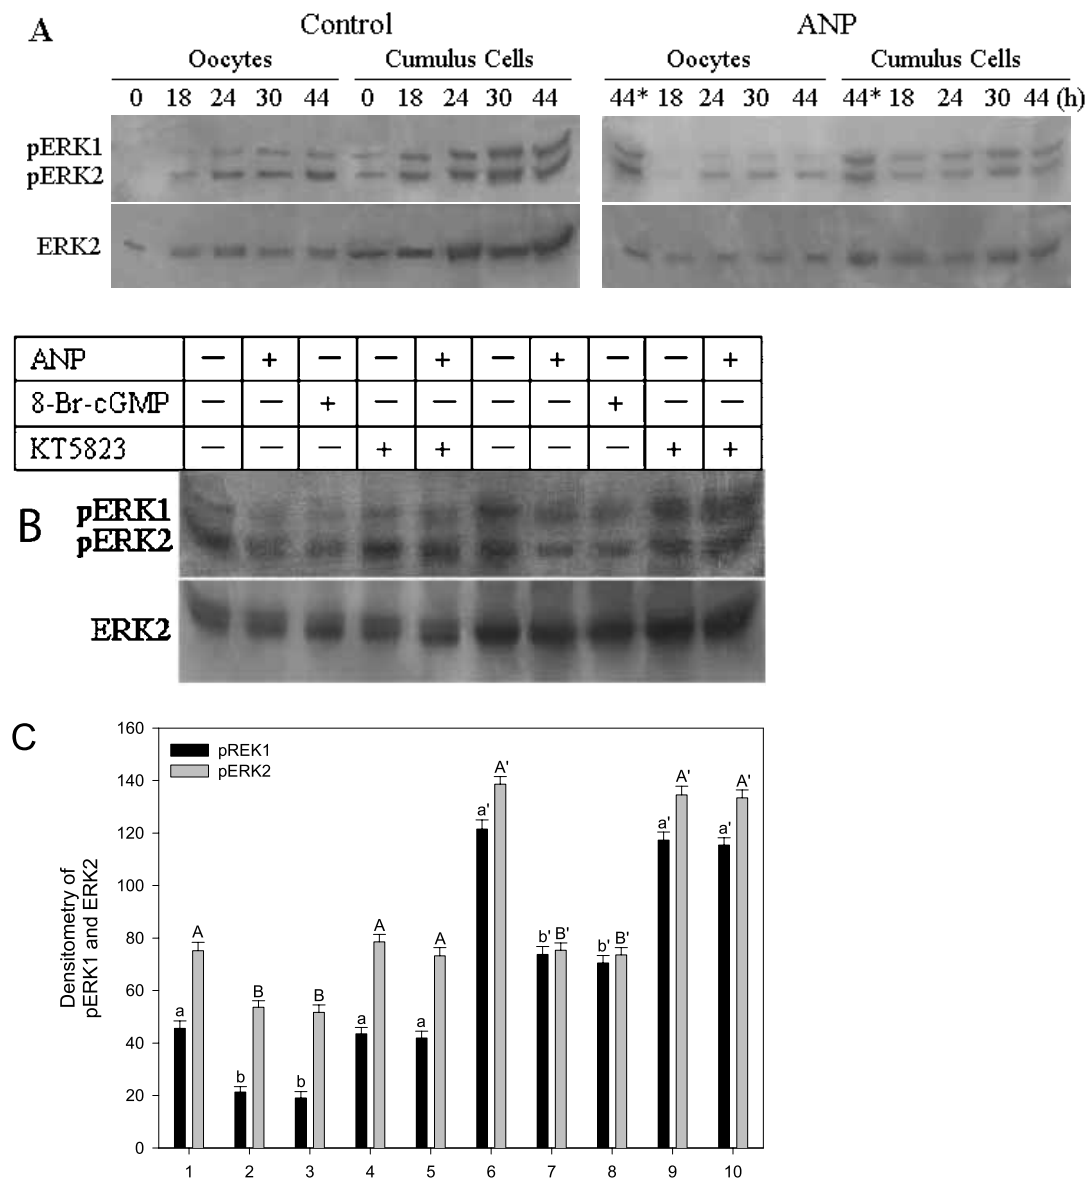 A Control ANP
Oocytes Cumulus Cells Oocytes Cumulus Cells
0 18 24 30 44 0 18 24 30 44 44* 18 24 30 44 44* 18 24 30 44 (h)
pERK1
pERK2
ERK2
ANP — + — — + — + — — +
8-Br-cGMP — — + — — — — + — —
KT5823 — — — + + — — — + +
B pERK1
pERK2
ERK2
C
160
140
120
100
80
60
40
20
0
Densitometry of
pERK1 and ERK2
pREK1
pERK2
a A b B b B a A a A a' A' b' B' b' B' a' A' a' A'
1 2 3 4 5 6 7 8 9 10